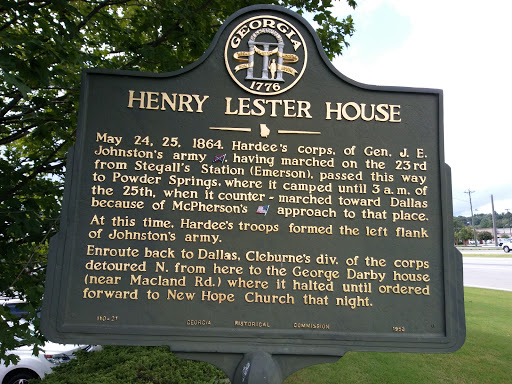 GEORGIA
1776
HENRY LESTER HOUSE
May 24, 25, 1864, Hardee's corps, of Gen. J. E.
Johnston's army, having marched on the 23rd
from Stegall's Station (Emerson), passed this way
to Powder Springs, where it camped until 3 a.m. of
the 25th, when it counter-marched toward Dallas
because of McPherson's approach to that place.
At this time, Hardee's troops formed the left flank
of Johnston's army.
Enroute back to Dallas, Cleburne's div. of the corps
detoured N. from here to the George Darby house
(near Macland Rd.) where it halted until ordered
forward to New Hope Church that night.
GEORGIA HISTORICAL COMMISSION